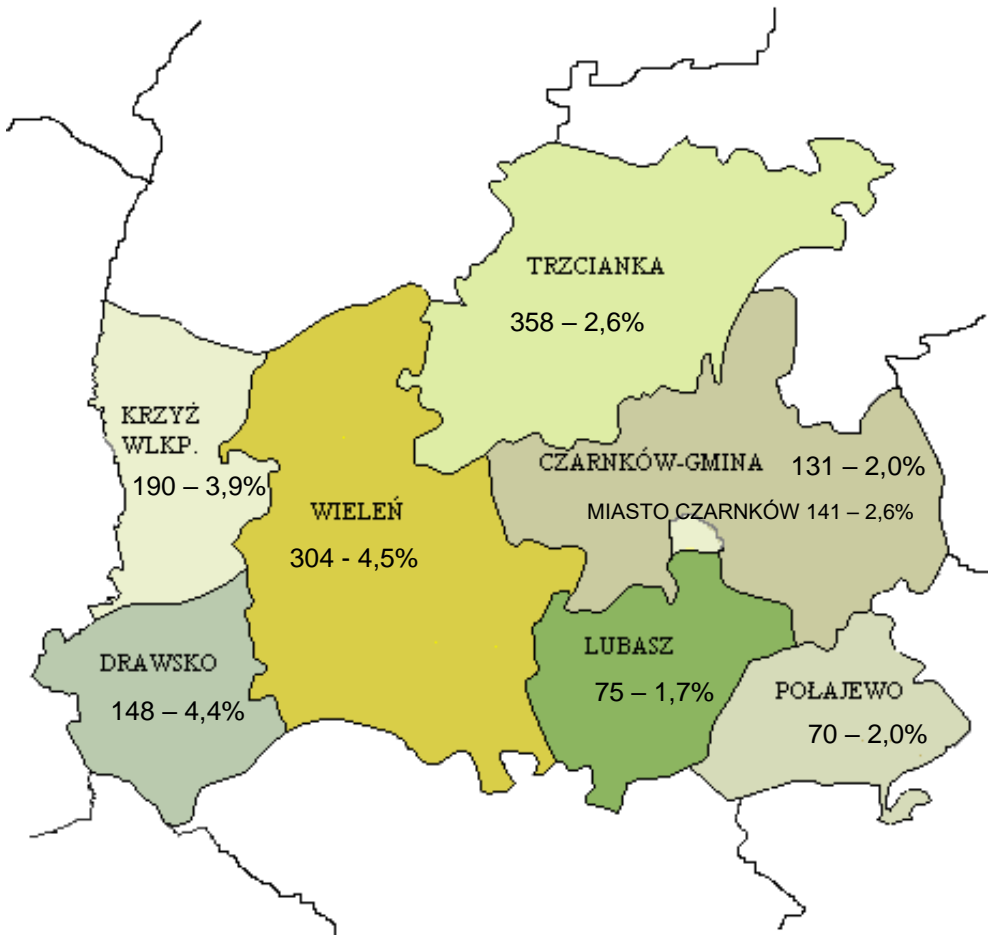 TRZCIANKA
358 – 2,6%
KRZYŻ
WLKP.
190 – 3,9%
WIELEŃ
304 - 4,5%
CZARNKÓW-GMINA 131 – 2,0%
MIASTO CZARNKÓW 141 – 2,6%
DRAWSKO
148 – 4,4%
LUBASZ
75 – 1,7%
POŁAJEWO
70 – 2,0%